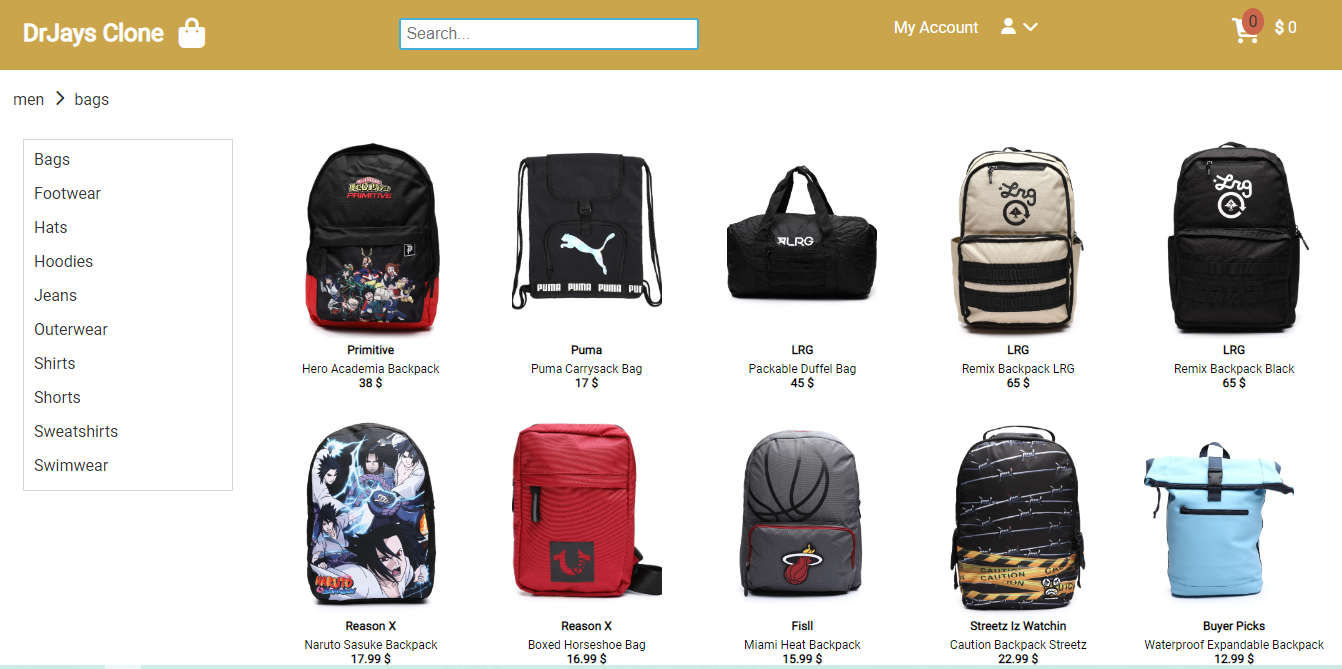 DrJays Clone
Search...
My Account
0
$ 0
men > bags
Bags
Footwear
Hats
Hoodies
Jeans
Outerwear
Shirts
Shorts
Sweatshirts
Swimwear
PRIMITIVE
PUMA PUMA PUMA PU
LRG
Lrg
Lrg
Primitive
Hero Academia Backpack
38 $
Puma
Puma Carrysack Bag
17 $
LRG
Packable Duffel Bag
45 $
LRG
Remix Backpack LRG
65 $
LRG
Remix Backpack Black
65 $
NARUTO
CAUTION
CAUTION
Reason X
Naruto Sasuke Backpack
17.99 $
Reason X
Boxed Horseshoe Bag
16.99 $
Fisll
Miami Heat Backpack
15.99 $
Streetz Iz Watchin
Caution Backpack Streetz
22.99 $
Buyer Picks
Waterproof Expandable Backpack
12.99 $